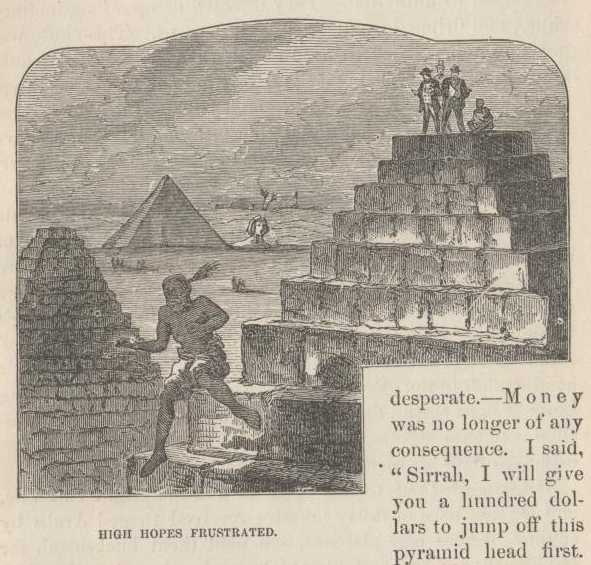 HIGH HOPES FRUSTRATED.
desperate.—Money
was no longer of any
consequence. I said,
"Sirrah, I will give
you a hundred dol-
lars to jump off this
pyramid head first.